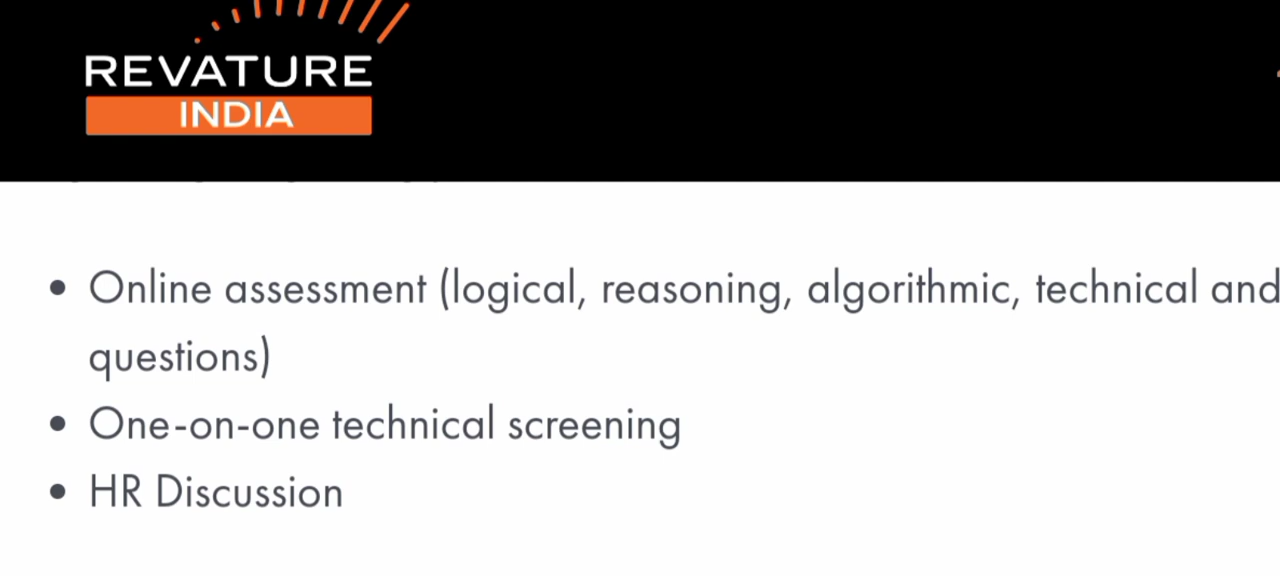 REVATURE
INDIA
• Online assessment (logical, reasoning, algorithmic, technical and
questions)
• One-on-one technical screening
• HR Discussion